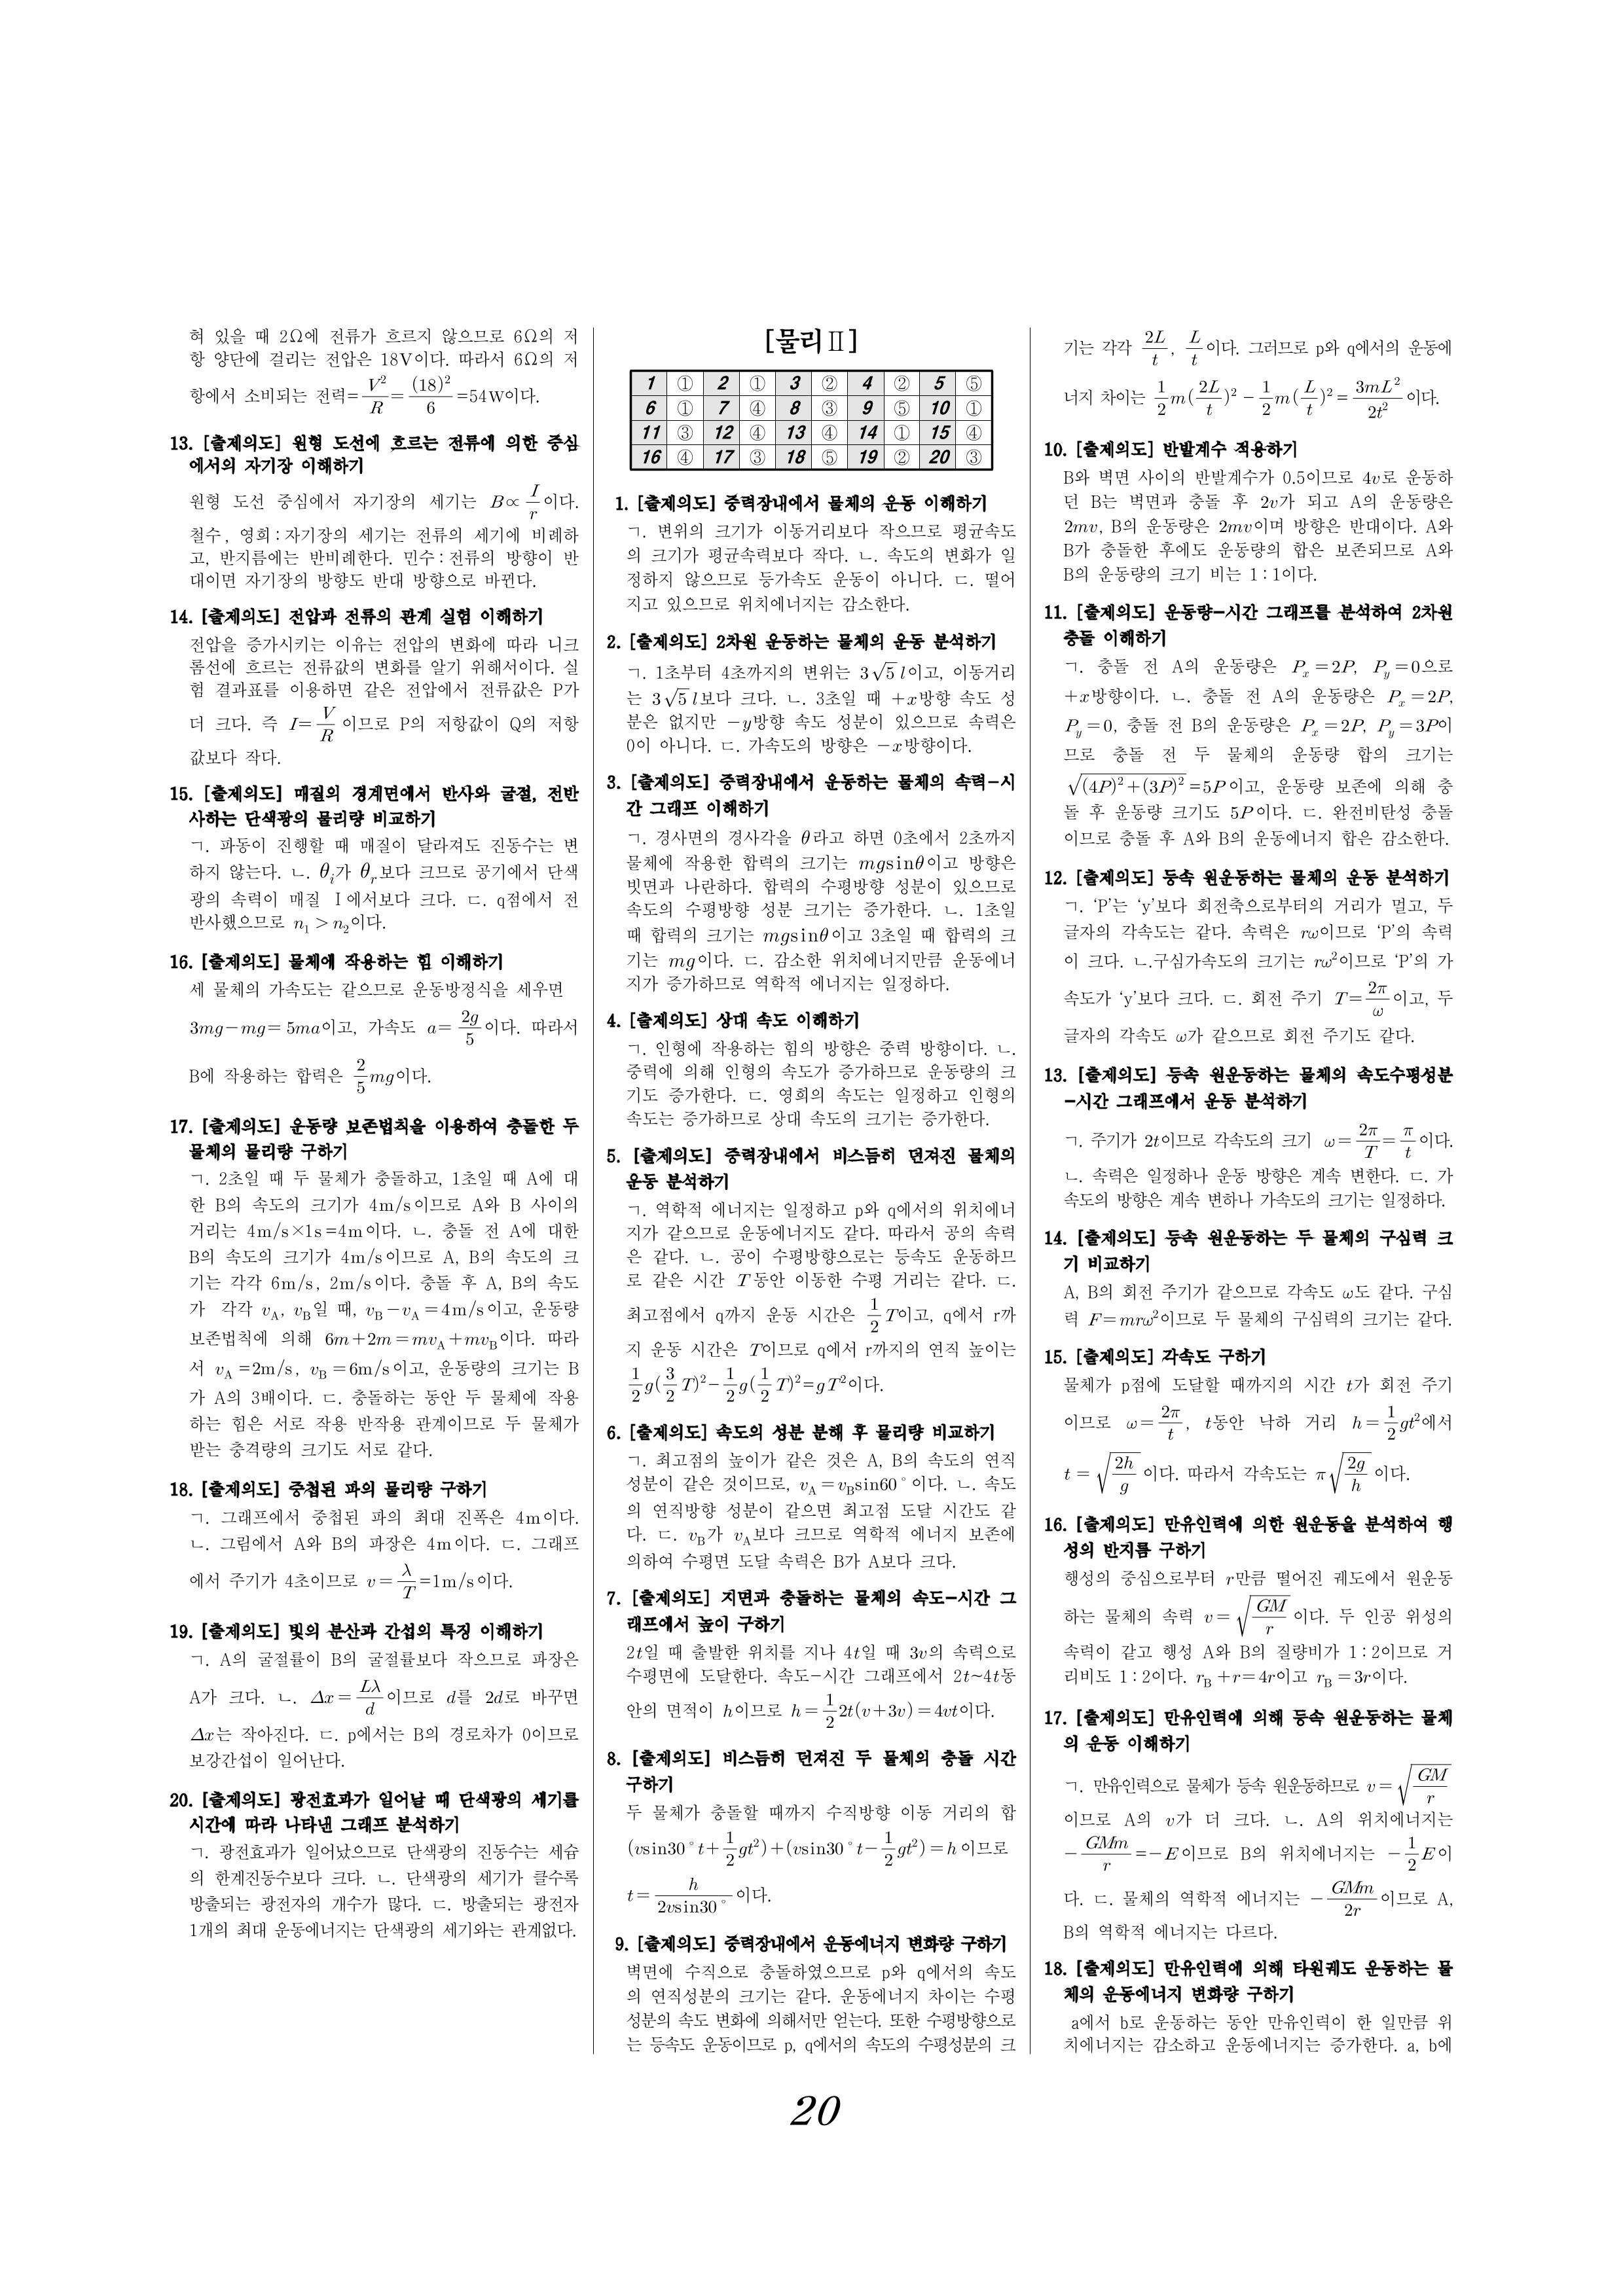 혀 있을 때 2Ω에 전류가 흐르지 않으므로 6Ω의 저
항 양단에 걸리는 전압은 18V이다. 따라서 6Ω의 저
항에서 소비되는 전력=V²/R=(18)²/6=54W이다.
13. [출제의도] 원형 도선에 흐르는 전류에 의한 중심
에서의 자기장 이해하기
원형 도선 중심에서 자기장의 세기는 B∝I/r이다.
철수, 영희:자기장의 세기는 전류의 세기에 비례하
고, 반지름에는 반비례한다. 민수:전류의 방향이 반
대이면 자기장의 방향도 반대 방향으로 바뀐다.
14. [출제의도] 전압과 전류의 관계 실험 이해하기
전압을 증가시키는 이유는 전압의 변화에 따라 니크
롬선에 흐르는 전류값의 변화를 알기 위해서이다. 실
험 결과표를 이용하면 같은 전압에서 전류값은 P가
더 크다. 즉 I=V/R이므로 P의 저항값이 Q의 저항
값보다 작다.
15. [출제의도] 매질의 경계면에서 반사와 굴절, 전반
사하는 단색광의 물리량 비교하기
ㄱ. 파동이 진행할 때 매질이 달라져도 진동수는 변
하지 않는다. ㄴ. θᵢ가 θᵣ보다 크므로 공기에서 단색
광의 속력이 매질 Ⅰ에서보다 크다. ㄷ. q점에서 전
반사했으므로 n₁>n₂이다.
16. [출제의도] 물체에 작용하는 힘 이해하기
세 물체의 가속도는 같으므로 운동방정식을 세우면
3mg-mg=5ma이고, 가속도 a=2g/5이다. 따라서
B에 작용하는 합력은 2/5mg이다.
17. [출제의도] 운동량 보존법칙을 이용하여 충돌한 두
물체의 물리량 구하기
ㄱ. 2초일 때 두 물체가 충돌하고, 1초일 때 A에 대
한 B의 속도의 크기가 4m/s이므로 A와 B 사이의
거리는 4m/s×1s=4m이다. ㄴ. 충돌 전 A에 대한
B의 속도의 크기가 4m/s이므로 A, B의 속도의 크
기는 각각 6m/s, 2m/s이다. 충돌 후 A, B의 속도
가 각각 v_A, v_B일 때, v_B-v_A=4m/s이고, 운동량
보존법칙에 의해 6m+2m=mv_A+mv_B이다. 따라
서 v_A=2m/s, v_B=6m/s이고, 운동량의 크기는 B
가 A의 3배이다. ㄷ. 충돌하는 동안 두 물체에 작용
하는 힘은 서로 작용 반작용 관계이므로 두 물체가
받는 충격량의 크기도 서로 같다.
18. [출제의도] 중첩된 파의 물리량 구하기
ㄱ. 그래프에서 중첩된 파의 최대 진폭은 4m이다.
ㄴ. 그림에서 A와 B의 파장은 4m이다. ㄷ. 그래프
에서 주기가 4초이므로 v=λ/T=1m/s이다.
19. [출제의도] 빛의 분산과 간섭의 특징 이해하기
ㄱ. A의 굴절률이 B의 굴절률보다 작으므로 파장은
A가 크다. ㄴ. Δx=Lλ/d이므로 d를 2d로 바꾸면
Δx는 작아진다. ㄷ. p에서는 B의 경로차가 0이므로
보강간섭이 일어난다.
20. [출제의도] 광전효과가 일어날 때 단색광의 세기를
시간에 따라 나타낸 그래프 분석하기
ㄱ. 광전효과가 일어났으므로 단색광의 진동수는 세슘
의 한계진동수보다 크다. ㄴ. 단색광의 세기가 클수록
방출되는 광전자의 개수가 많다. ㄷ. 방출되는 광전자
1개의 최대 운동에너지는 단색광의 세기와는 관계없다.
[물리Ⅱ]
1 ① 2 ① 3 ② 4 ② 5 ⑤
6 ① 7 ④ 8 ③ 9 ⑤ 10 ①
11 ③ 12 ④ 13 ④ 14 ① 15 ④
16 ④ 17 ③ 18 ⑤ 19 ② 20 ③
1. [출제의도] 중력장내에서 물체의 운동 이해하기
ㄱ. 변위의 크기가 이동거리보다 작으므로 평균속도
의 크기가 평균속력보다 작다. ㄴ. 속도의 변화가 일
정하지 않으므로 등가속도 운동이 아니다. ㄷ. 떨어
지고 있으므로 위치에너지는 감소한다.
2. [출제의도] 2차원 운동하는 물체의 운동 분석하기
ㄱ. 1초부터 4초까지의 변위는 3√5 l이고, 이동거리
는 3√5 l보다 크다. ㄴ. 3초일 때 +x방향 속도 성
분은 없지만 -y방향 속도 성분이 있으므로 속력은
0이 아니다. ㄷ. 가속도의 방향은 -x방향이다.
3. [출제의도] 중력장내에서 운동하는 물체의 속력-시
간 그래프 이해하기
ㄱ. 경사면의 경사각을 θ라고 하면 0초에서 2초까지
물체에 작용한 합력의 크기는 mgsinθ이고 방향은
빗면과 나란하다. 합력의 수평방향 성분이 있으므로
속도의 수평방향 성분 크기는 증가한다. ㄴ. 1초일
때 합력의 크기는 mgsinθ이고 3초일 때 합력의 크
기는 mg이다. ㄷ. 감소한 위치에너지만큼 운동에너
지가 증가하므로 역학적 에너지는 일정하다.
4. [출제의도] 상대 속도 이해하기
ㄱ. 인형에 작용하는 힘의 방향은 중력 방향이다. ㄴ.
중력에 의해 인형의 속도가 증가하므로 운동량의 크
기도 증가한다. ㄷ. 영희의 속도는 일정하고 인형의
속도는 증가하므로 상대 속도의 크기는 증가한다.
5. [출제의도] 중력장내에서 비스듬히 던져진 물체의
운동 분석하기
ㄱ. 역학적 에너지는 일정하고 p와 q에서의 위치에너
지가 같으므로 운동에너지도 같다. 따라서 공의 속력
은 같다. ㄴ. 공이 수평방향으로는 등속도 운동하므
로 같은 시간 T동안 이동한 수평 거리는 같다. ㄷ.
최고점에서 q까지 운동 시간은 1/2T이고, q에서 r까
지 운동 시간은 T이므로 q에서 r까지의 연직 높이는
1/2g(3/2T)²-1/2g(1/2T)²=gT²이다.
6. [출제의도] 속도의 성분 분해 후 물리량 비교하기
ㄱ. 최고점의 높이가 같은 것은 A, B의 속도의 연직
성분이 같은 것이므로, v_A=v_Bsin60°이다. ㄴ. 속도
의 연직방향 성분이 같으면 최고점 도달 시간도 같
다. ㄷ. v_B가 v_A보다 크므로 역학적 에너지 보존에
의하여 수평면 도달 속력은 B가 A보다 크다.
7. [출제의도] 지면과 충돌하는 물체의 속도-시간 그
래프에서 높이 구하기
2t일 때 출발한 위치를 지나 4t일 때 3v의 속력으로
수평면에 도달한다. 속도-시간 그래프에서 2t~4t동
안의 면적이 h이므로 h=1/2 2t(v+3v)=4vt이다.
8. [출제의도] 비스듬히 던져진 두 물체의 충돌 시간
구하기
두 물체가 충돌할 때까지 수직방향 이동 거리의 합
(vsin30°t+1/2gt²)+(vsin30°t-1/2gt²)=h이므로
t=h/2vsin30°이다.
9. [출제의도] 중력장내에서 운동에너지 변화량 구하기
벽면에 수직으로 충돌하였으므로 p와 q에서의 속도
의 연직성분의 크기는 같다. 운동에너지 차이는 수평
성분의 속도 변화에 의해서만 얻는다. 또한 수평방향으로
는 등속도 운동이므로 p, q에서의 속도의 수평성분의 크
기는 각각 2L/t, L/t이다. 그러므로 p와 q에서의 운동에
너지 차이는 1/2m(2L/t)²-1/2m(L/t)²=3mL²/2t²이다.
10. [출제의도] 반발계수 적용하기
B와 벽면 사이의 반발계수가 0.5이므로 4v로 운동하
던 B는 벽면과 충돌 후 2v가 되고 A의 운동량은
2mv, B의 운동량은 2mv이며 방향은 반대이다. A와
B가 충돌한 후에도 운동량의 합은 보존되므로 A와
B의 운동량의 크기 비는 1:1이다.
11. [출제의도] 운동량-시간 그래프를 분석하여 2차원
충돌 이해하기
ㄱ. 충돌 전 A의 운동량은 Pₓ=2P, P_y=0으로
+x방향이다. ㄴ. 충돌 전 A의 운동량은 Pₓ=2P,
P_y=0, 충돌 전 B의 운동량은 Pₓ=2P, P_y=3P이
므로 충돌 전 두 물체의 운동량 합의 크기는
√((4P)²+(3P)²)=5P이고, 운동량 보존에 의해 충
돌 후 운동량 크기도 5P이다. ㄷ. 완전비탄성 충돌
이므로 충돌 후 A와 B의 운동에너지 합은 감소한다.
12. [출제의도] 등속 원운동하는 물체의 운동 분석하기
ㄱ. ‘P’는 ‘y’보다 회전축으로부터의 거리가 멀고, 두
글자의 각속도는 같다. 속력은 rω이므로 ‘P’의 속력
이 크다. ㄴ.구심가속도의 크기는 rω²이므로 ‘P’의 가
속도가 ‘y’보다 크다. ㄷ. 회전 주기 T=2π/ω이고, 두
글자의 각속도 ω가 같으므로 회전 주기도 같다.
13. [출제의도] 등속 원운동하는 물체의 속도수평성분
-시간 그래프에서 운동 분석하기
ㄱ. 주기가 2t이므로 각속도의 크기 ω=2π/T=π/t이다.
ㄴ. 속력은 일정하나 운동 방향은 계속 변한다. ㄷ. 가
속도의 방향은 계속 변하나 가속도의 크기는 일정하다.
14. [출제의도] 등속 원운동하는 두 물체의 구심력 크
기 비교하기
A, B의 회전 주기가 같으므로 각속도 ω도 같다. 구심
력 F=mrω²이므로 두 물체의 구심력의 크기는 같다.
15. [출제의도] 각속도 구하기
물체가 p점에 도달할 때까지의 시간 t가 회전 주기
이므로 ω=2π/t, t동안 낙하 거리 h=1/2gt²에서
t=√(2h/g)이다. 따라서 각속도는 π√(2g/h)이다.
16. [출제의도] 만유인력에 의한 원운동을 분석하여 행
성의 반지름 구하기
행성의 중심으로부터 r만큼 떨어진 궤도에서 원운동
하는 물체의 속력 v=√(GM/r)이다. 두 인공 위성의
속력이 같고 행성 A와 B의 질량비가 1:2이므로 거
리비도 1:2이다. r_B+r=4r이고 r_B=3r이다.
17. [출제의도] 만유인력에 의해 등속 원운동하는 물체
의 운동 이해하기
ㄱ. 만유인력으로 물체가 등속 원운동하므로 v=√(GM/r)
이므로 A의 v가 더 크다. ㄴ. A의 위치에너지는
-GMm/r=-E이므로 B의 위치에너지는 -1/2E이
다. ㄷ. 물체의 역학적 에너지는 -GMm/2r이므로 A,
B의 역학적 에너지는 다르다.
18. [출제의도] 만유인력에 의해 타원궤도 운동하는 물
체의 운동에너지 변화량 구하기
a에서 b로 운동하는 동안 만유인력이 한 일만큼 위
치에너지는 감소하고 운동에너지는 증가한다. a, b에
20